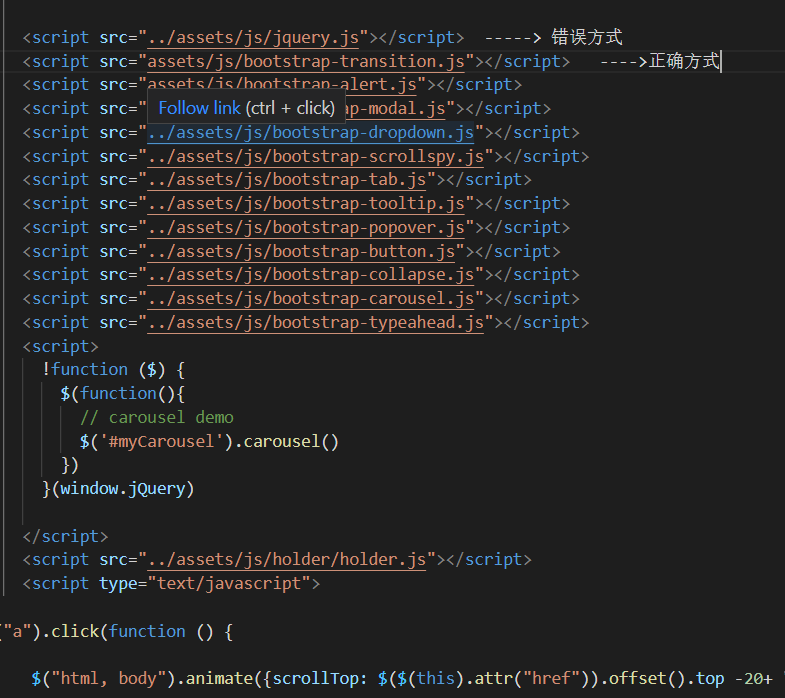 <script src="../assets/js/jquery.js"></script>  -----> 错误方式
<script src="assets/js/bootstrap-transition.js"></script>   ---->正确方式
<script src="assets/js/bootstrap-alert.js"></script>
<script src="ap-modal.js"></script>
Follow link (ctrl + click)
<script src="../assets/js/bootstrap-dropdown.js"></script>
<script src="../assets/js/bootstrap-scrollspy.js"></script>
<script src="../assets/js/bootstrap-tab.js"></script>
<script src="../assets/js/bootstrap-tooltip.js"></script>
<script src="../assets/js/bootstrap-popover.js"></script>
<script src="../assets/js/bootstrap-button.js"></script>
<script src="../assets/js/bootstrap-collapse.js"></script>
<script src="../assets/js/bootstrap-carousel.js"></script>
<script src="../assets/js/bootstrap-typeahead.js"></script>
<script>
!function ($) {
$(function(){
// carousel demo
$('#myCarousel').carousel()
})
}(window.jQuery)
</script>
<script src="../assets/js/holder/holder.js"></script>
<script type="text/javascript">
("a").click(function () {
$("html, body").animate({scrollTop: $($(this).attr("href")).offset().top -20+